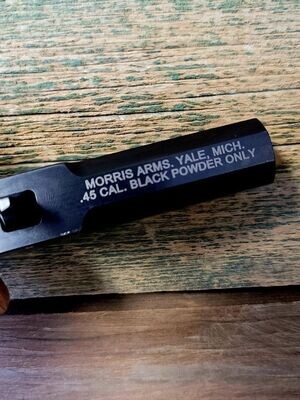 MORRIS ARMS, YALE, MICH.
.45 CAL. BLACK POWDER ONLY